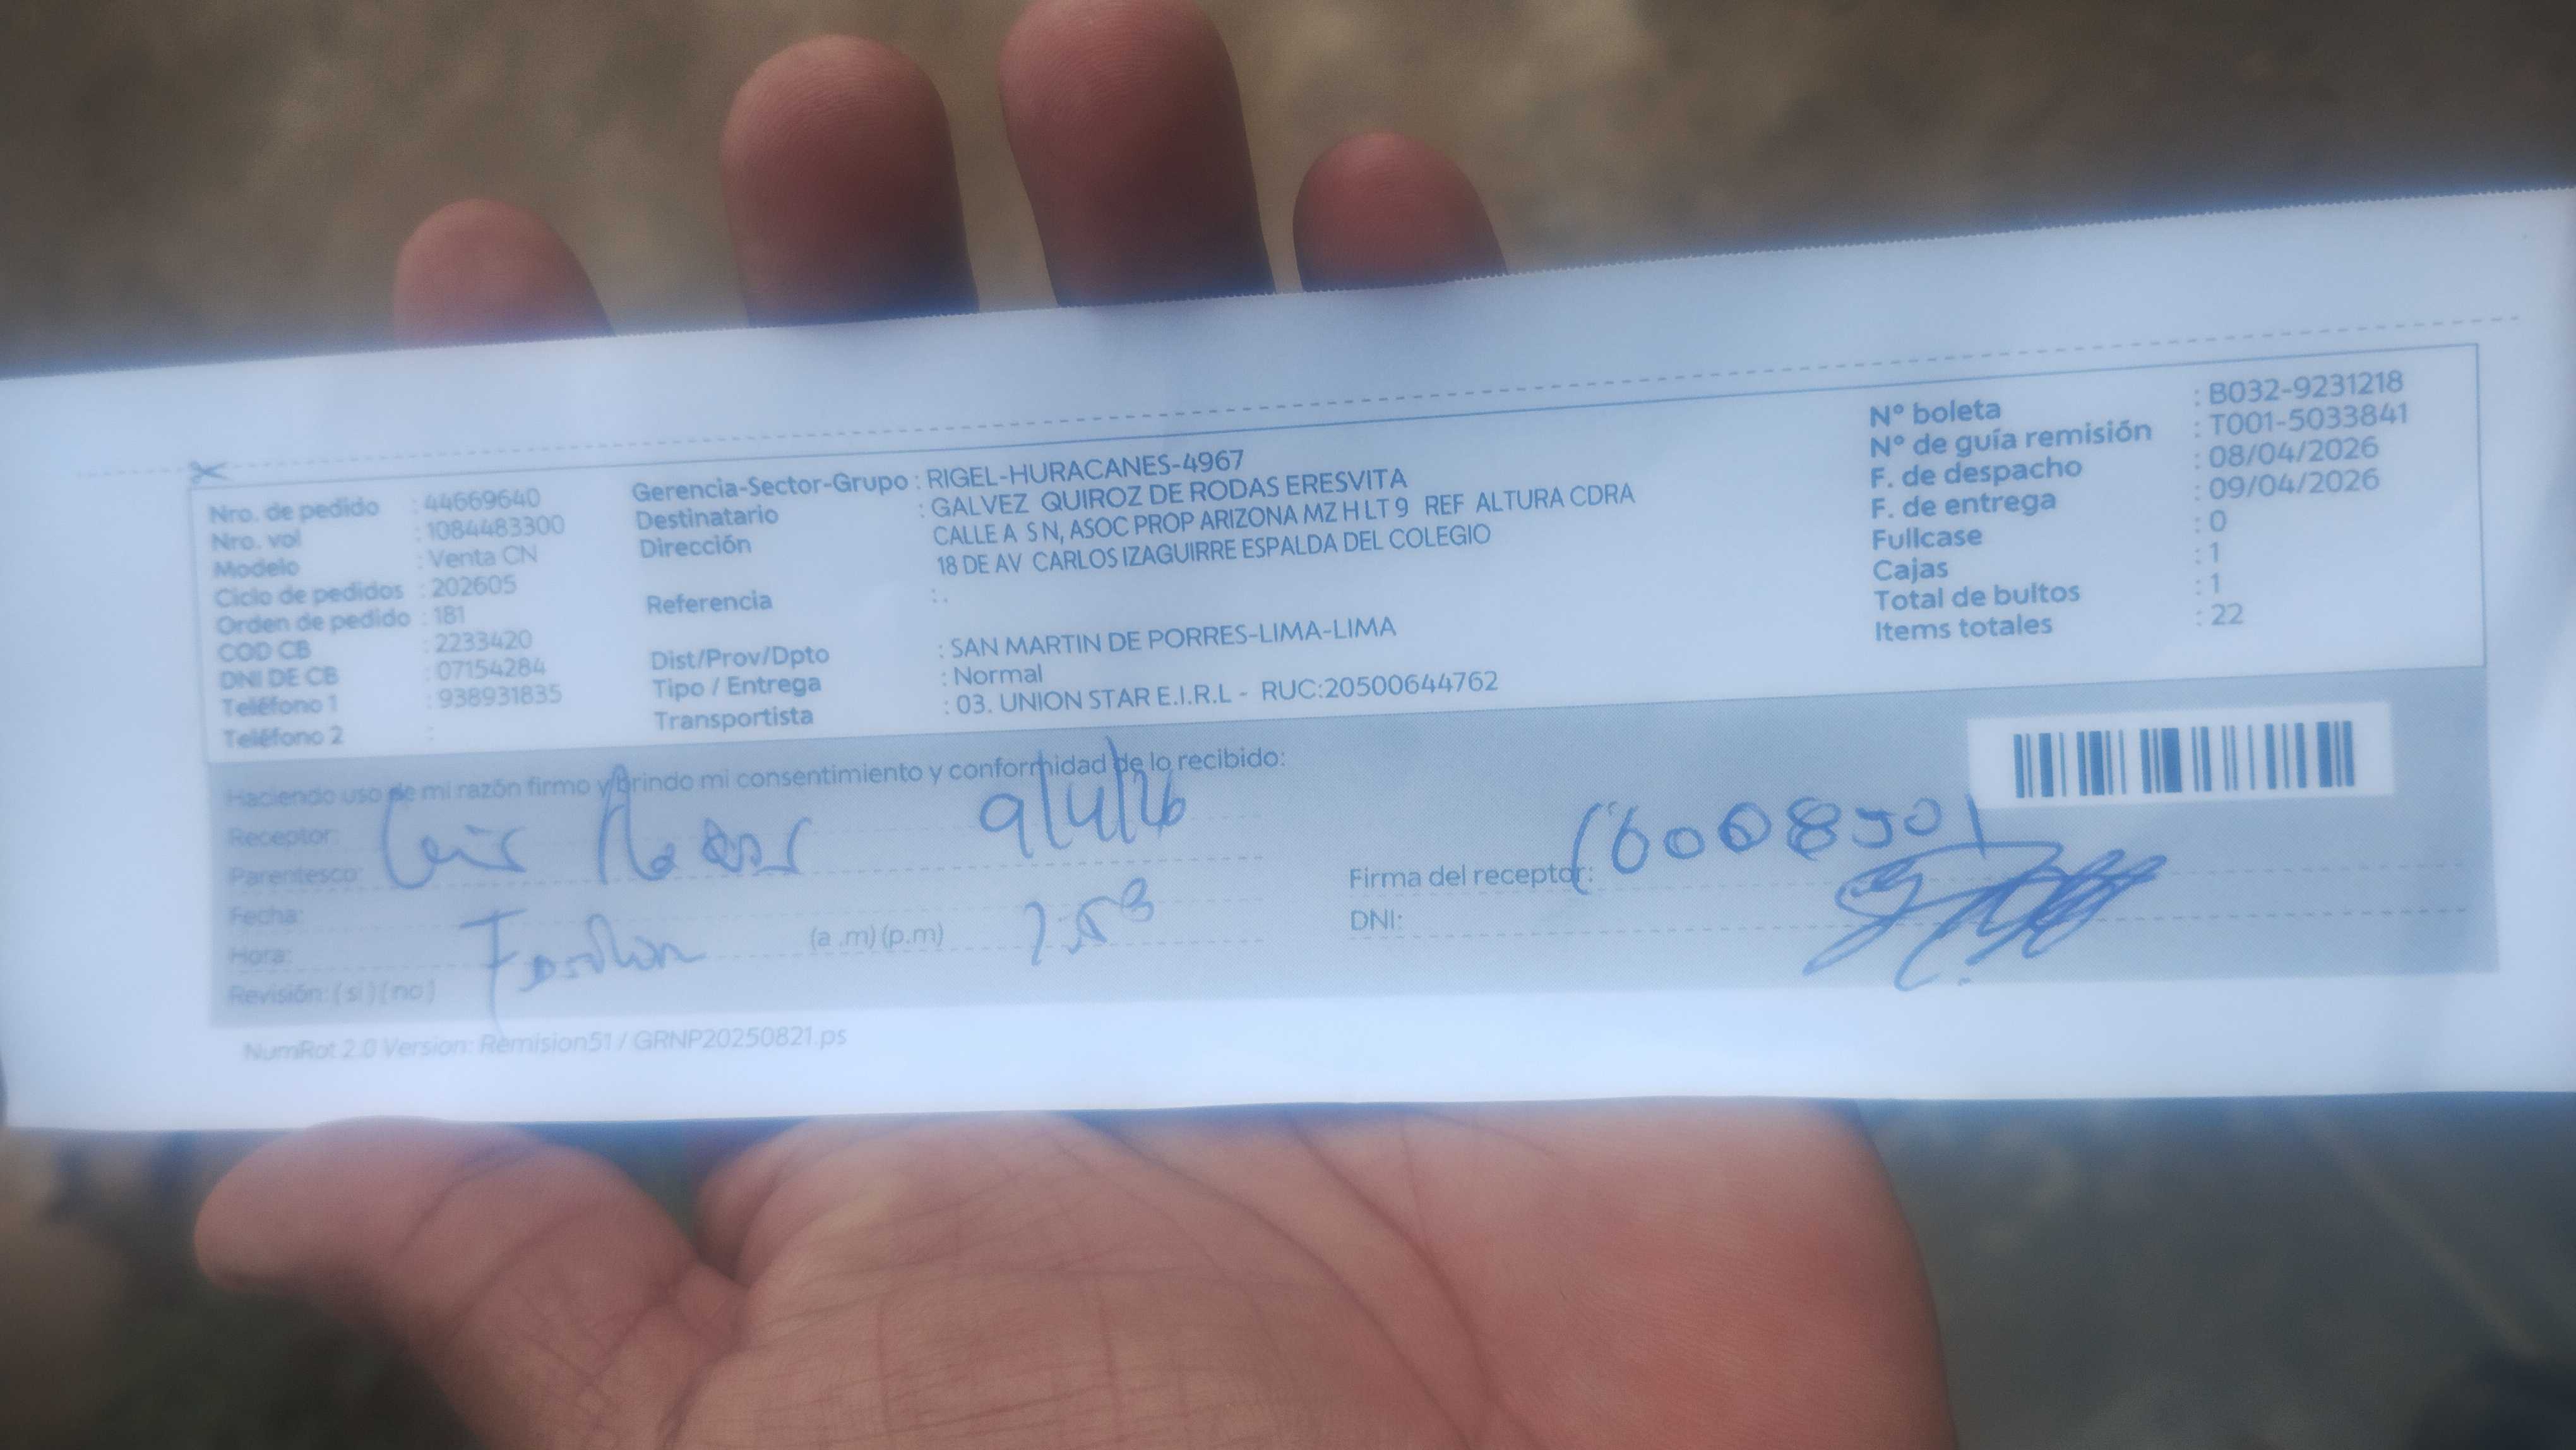 Nro. de pedido : 44669640
Nro. vol : 1084483300
Modelo : Venta CN
Ciclo de pedidos : 202605
Orden de pedido : 181
COD CB : 2233420
DNI DE CB : 07154284
Teléfono 1 : 938931835
Teléfono 2 :
Gerencia-Sector-Grupo : RIGEL-HURACANES-4967
Destinatario : GALVEZ QUIROZ DE RODAS ERESVITA
Dirección CALLE A S N, ASOC PROP ARIZONA MZ H LT 9 REF ALTURA CDRA
18 DE AV CARLOS IZAGUIRRE ESPALDA DEL COLEGIO
Referencia : .
Dist/Prov/Dpto : SAN MARTIN DE PORRES-LIMA-LIMA
Tipo / Entrega : Normal
Transportista : 03. UNION STAR E.I.R.L - RUC:20500644762
Nº boleta : B032-9231218
Nº de guía remisión : T001-5033841
F. de despacho : 08/04/2026
F. de entrega : 09/04/2026
Fullcase : 0
Cajas : 1
Total de bultos : 1
Items totales : 22
Haciendo uso de mi razón firmo y brindo mi consentimiento y conformidad de lo recibido:
Receptor: 9/4/26
Parentesco:
Fecha:
Hora: (a .m) (p.m)
Revisión: ( si ) ( no )
Firma del receptor:
DNI:
NumRot 2.0 Version: Remision51 / GRNP20250821.ps